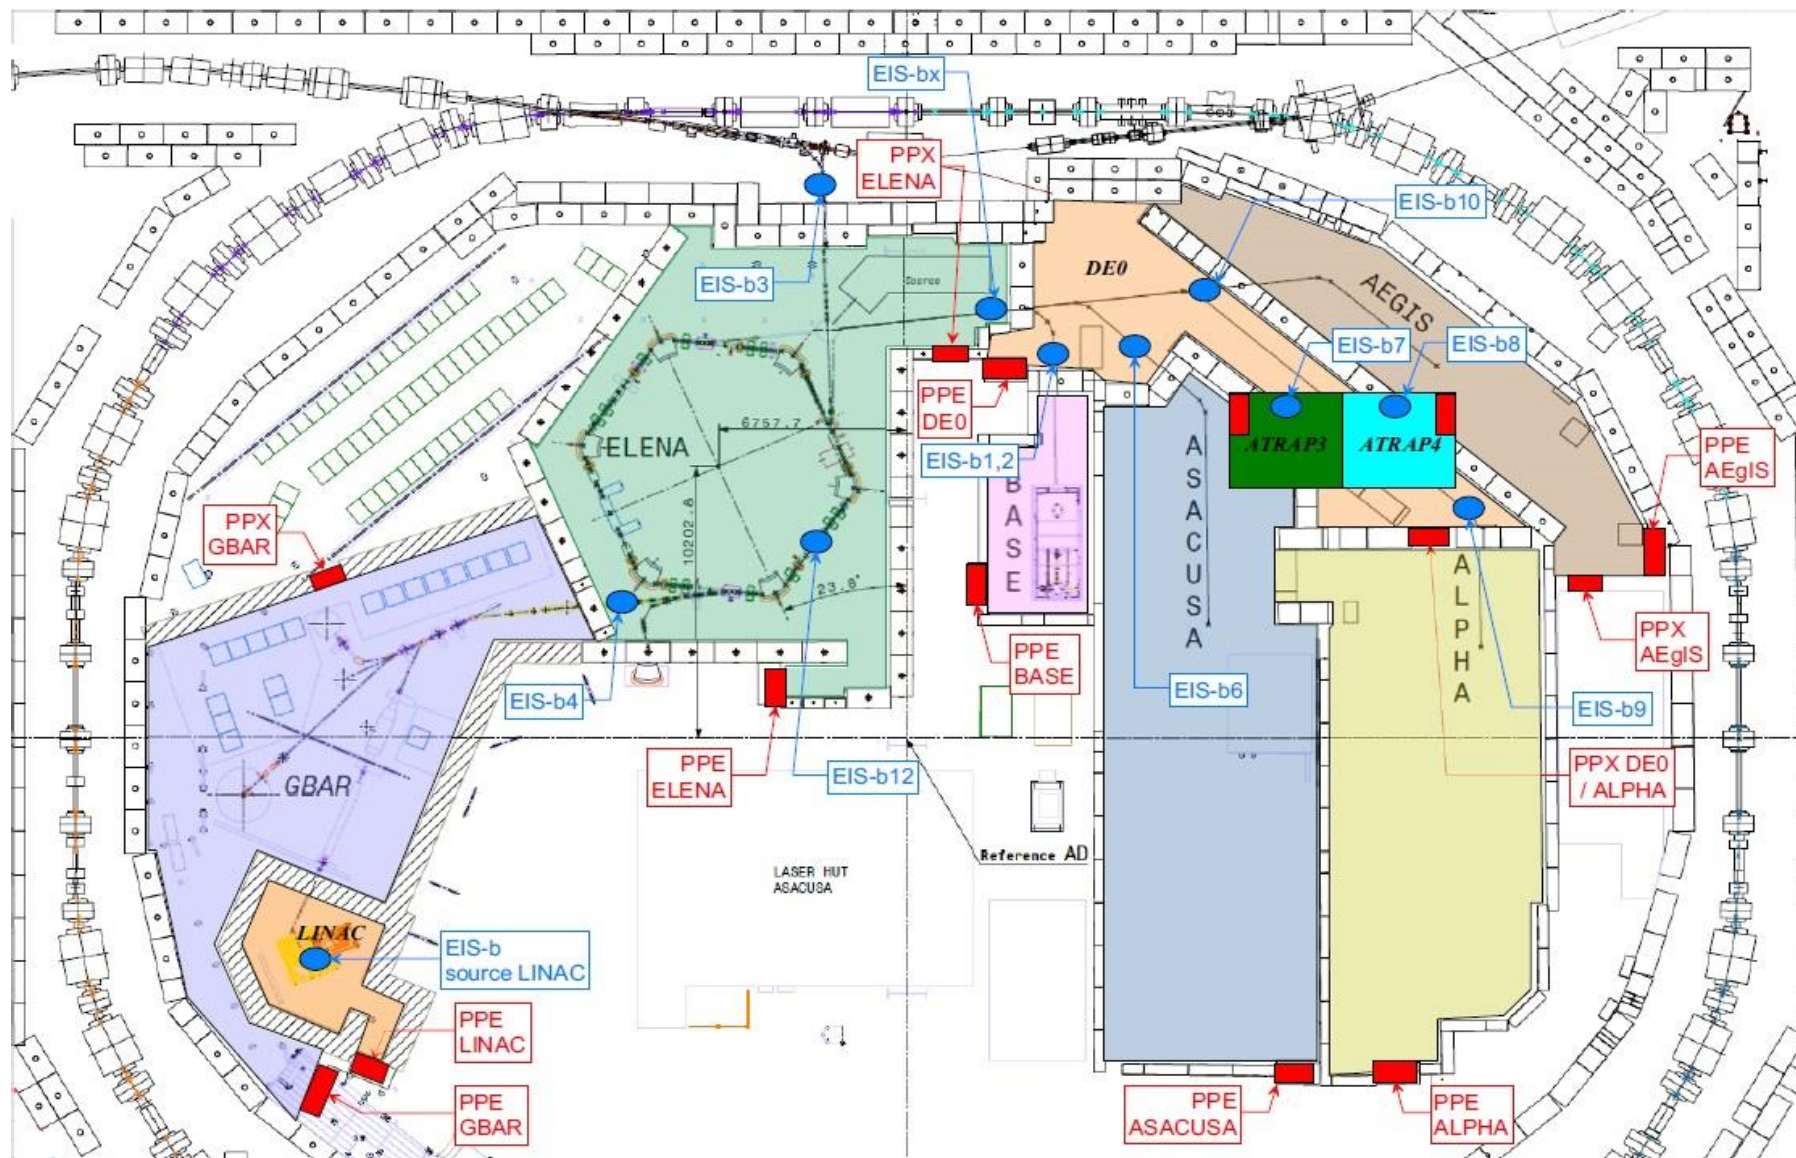 EIS-bx
PPX
ELENA
EIS-b10
DE0
EIS-b3
Source
AEGIS
EIS-b7
EIS-b8
PPE
DE0
6757.7
ELENA
ATRAP3
ATRAP4
PPE
AEgIS
EIS-b1,2
BASE
ASACUSA
PPX
GBAR
10202.8
23.8°
ALPHA
PPX
AEgIS
PPE
BASE
EIS-b6
EIS-b4
EIS-b9
PPE
ELENA
EIS-b12
PPX DE0
/ ALPHA
GBAR
Reference AD
LASER HUT
ASACUSA
LINAC
EIS-b
source LINAC
PPE
LINAC
PPE
GBAR
PPE
ASACUSA
PPE
ALPHA